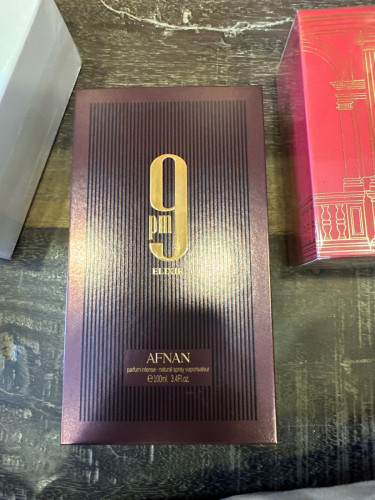 9
pm
ELIXIR
AFNAN
parfum intense - natural spray vaporisateur
℮100ml. 3.4Fl.oz.